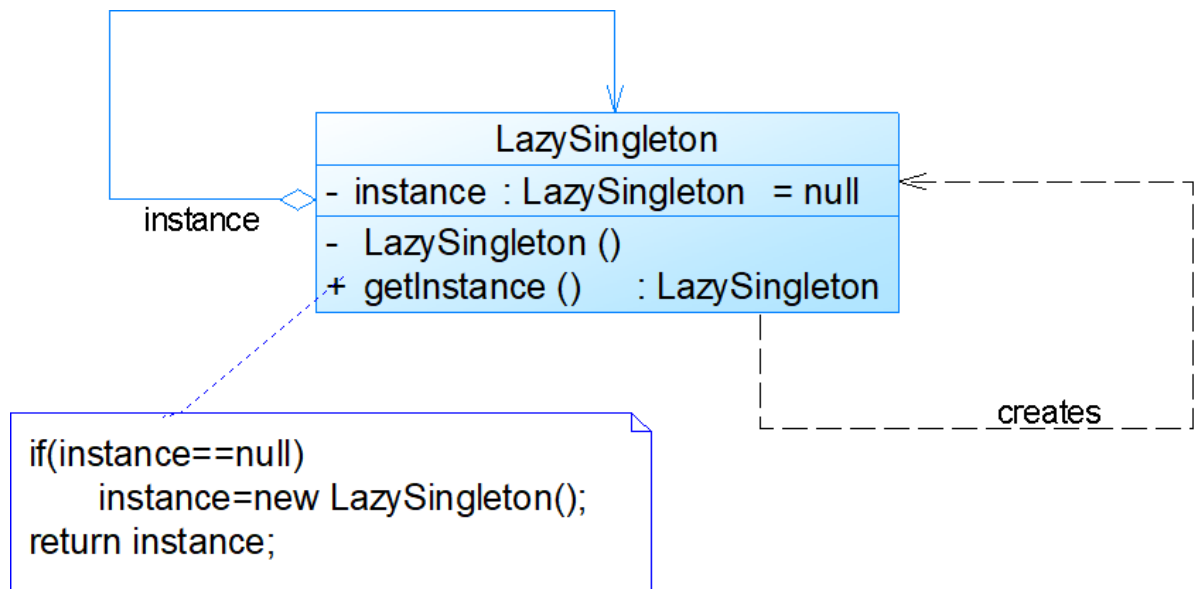 LazySingleton
- instance : LazySingleton = null
instance
- LazySingleton ()
+ getInstance () : LazySingleton
creates
if(instance==null)
instance=new LazySingleton();
return instance;